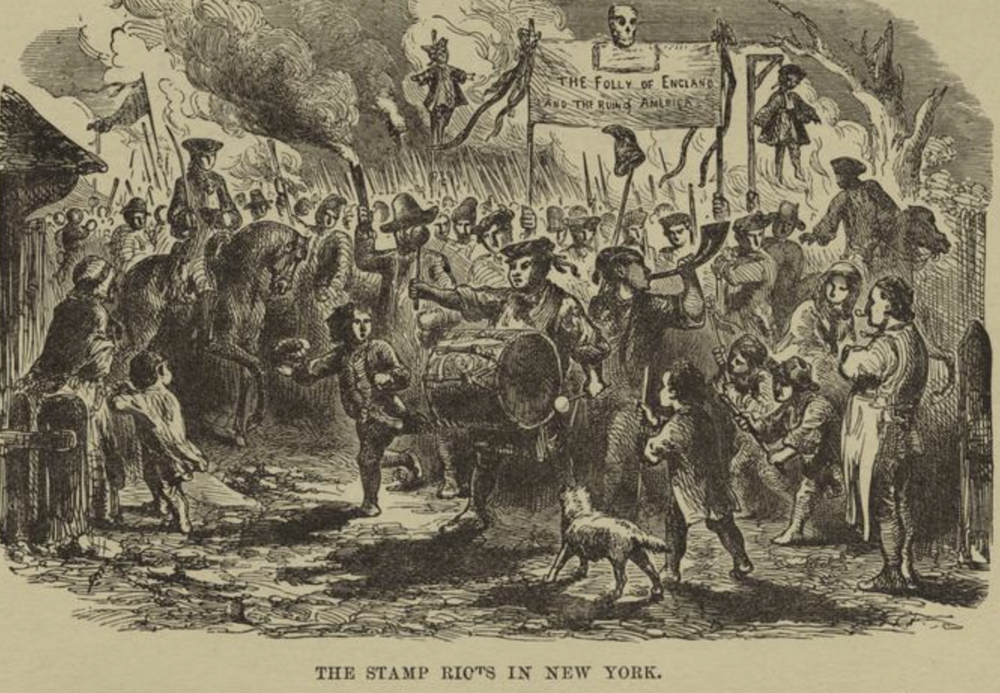 THE FOLLY OF ENGLAND
AND THE RUIN OF AMERICA
THE STAMP RIOTS IN NEW YORK.